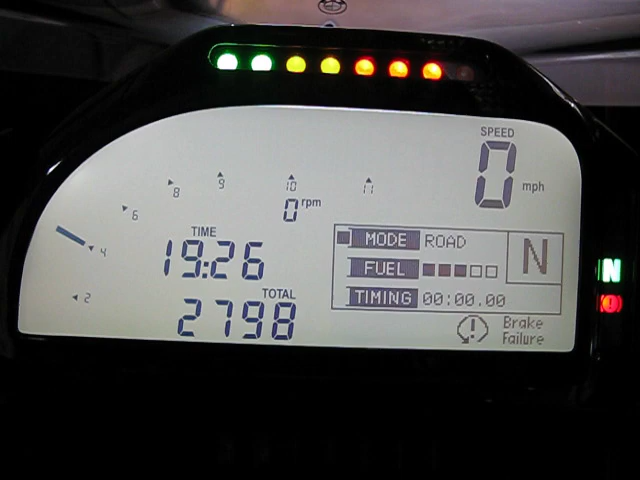 SPEED
0 mph
9
10
11
8
0 rpm
6
TIME
MODE ROAD
N
4
19:26
FUEL
N
TOTAL
2
TIMING 00:00.00
2798
Brake
Failure